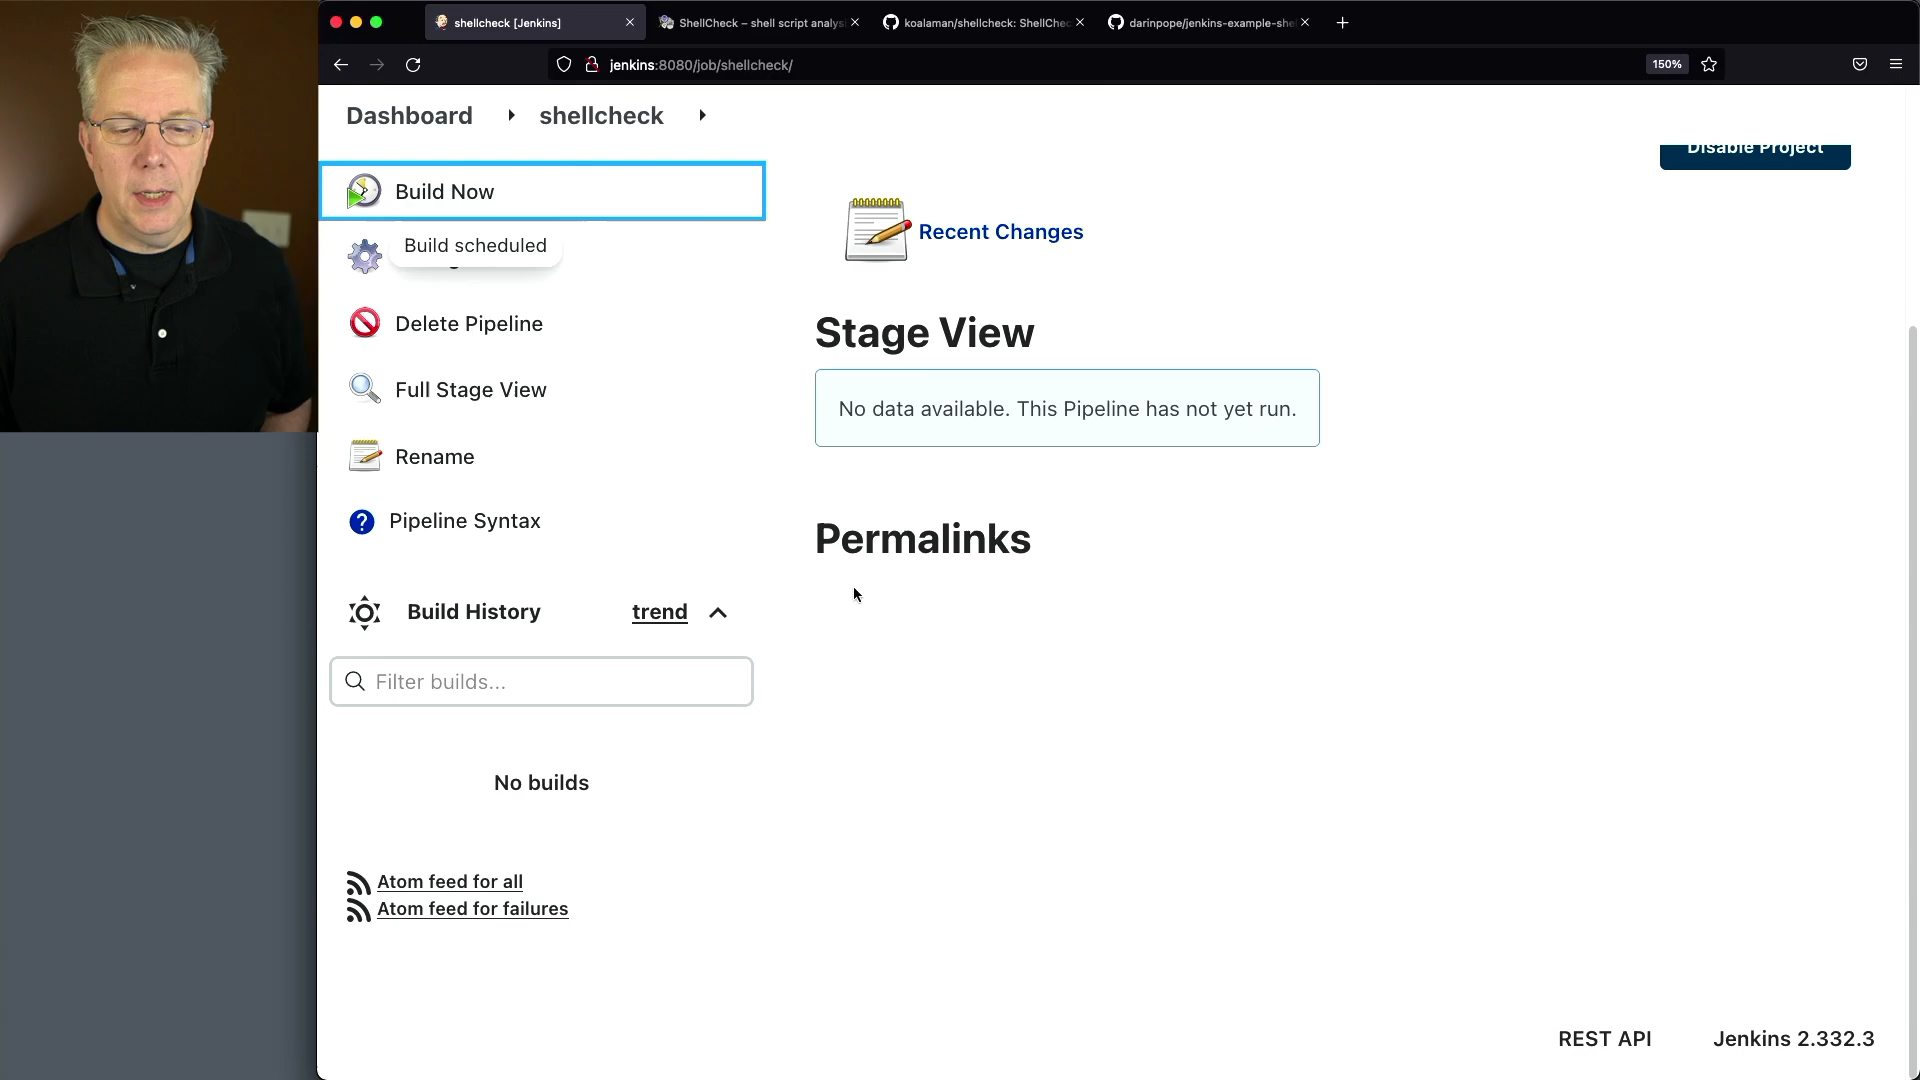 shellcheck [Jenkins]
ShellCheck – shell script analys
koalaman/shellcheck: ShellChec
darinpope/jenkins-example-she
jenkins:8080/job/shellcheck/
150%
Dashboard
shellcheck
Disable Project
Build Now
Build scheduled
Delete Pipeline
Full Stage View
Rename
Pipeline Syntax
Build History
trend
Filter builds...
No builds
Atom feed for all
Atom feed for failures
Recent Changes
Stage View
No data available. This Pipeline has not yet run.
Permalinks
REST API
Jenkins 2.332.3